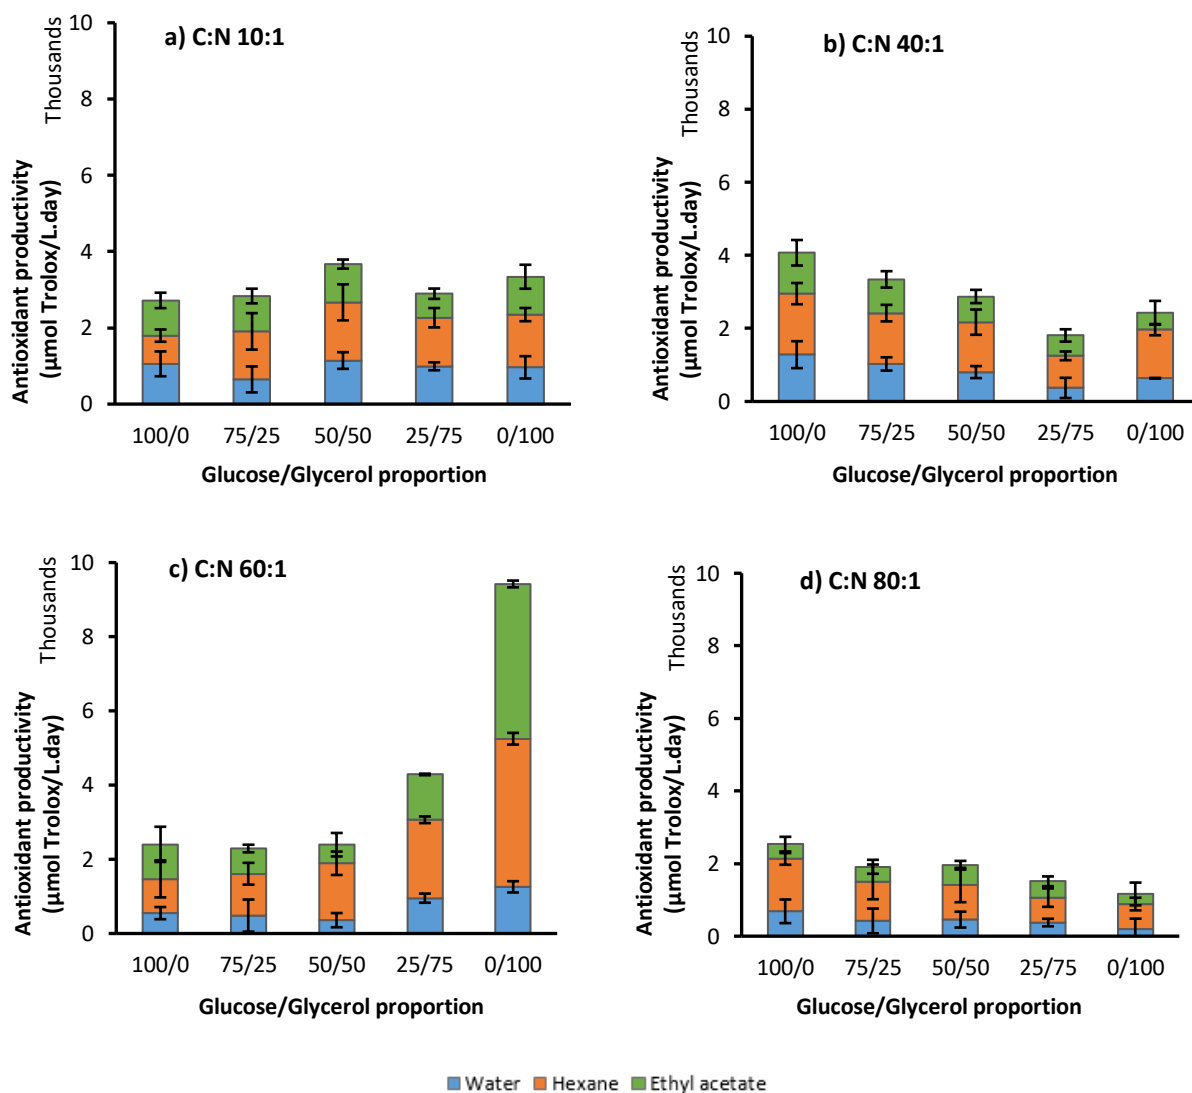 a) C:N 10:1
Thousands
Antioxidant productivity
(µmol Trolox/L.day)
10
8
6
4
2
0
100/0 75/25 50/50 25/75 0/100
Glucose/Glycerol proportion
b) C:N 40:1
Thousands
Antioxidant productivity
(µmol Trolox/L.day)
10
8
6
4
2
0
100/0 75/25 50/50 25/75 0/100
Glucose/Glycerol proportion
c) C:N 60:1
Thousands
Antioxidant productivity
(µmol Trolox/L.day)
10
8
6
4
2
0
100/0 75/25 50/50 25/75 0/100
Glucose/Glycerol proportion
d) C:N 80:1
Thousands
Antioxidant productivity
(µmol Trolox/L.day)
10
8
6
4
2
0
100/0 75/25 50/50 25/75 0/100
Glucose/Glycerol proportion
Water Hexane Ethyl acetate